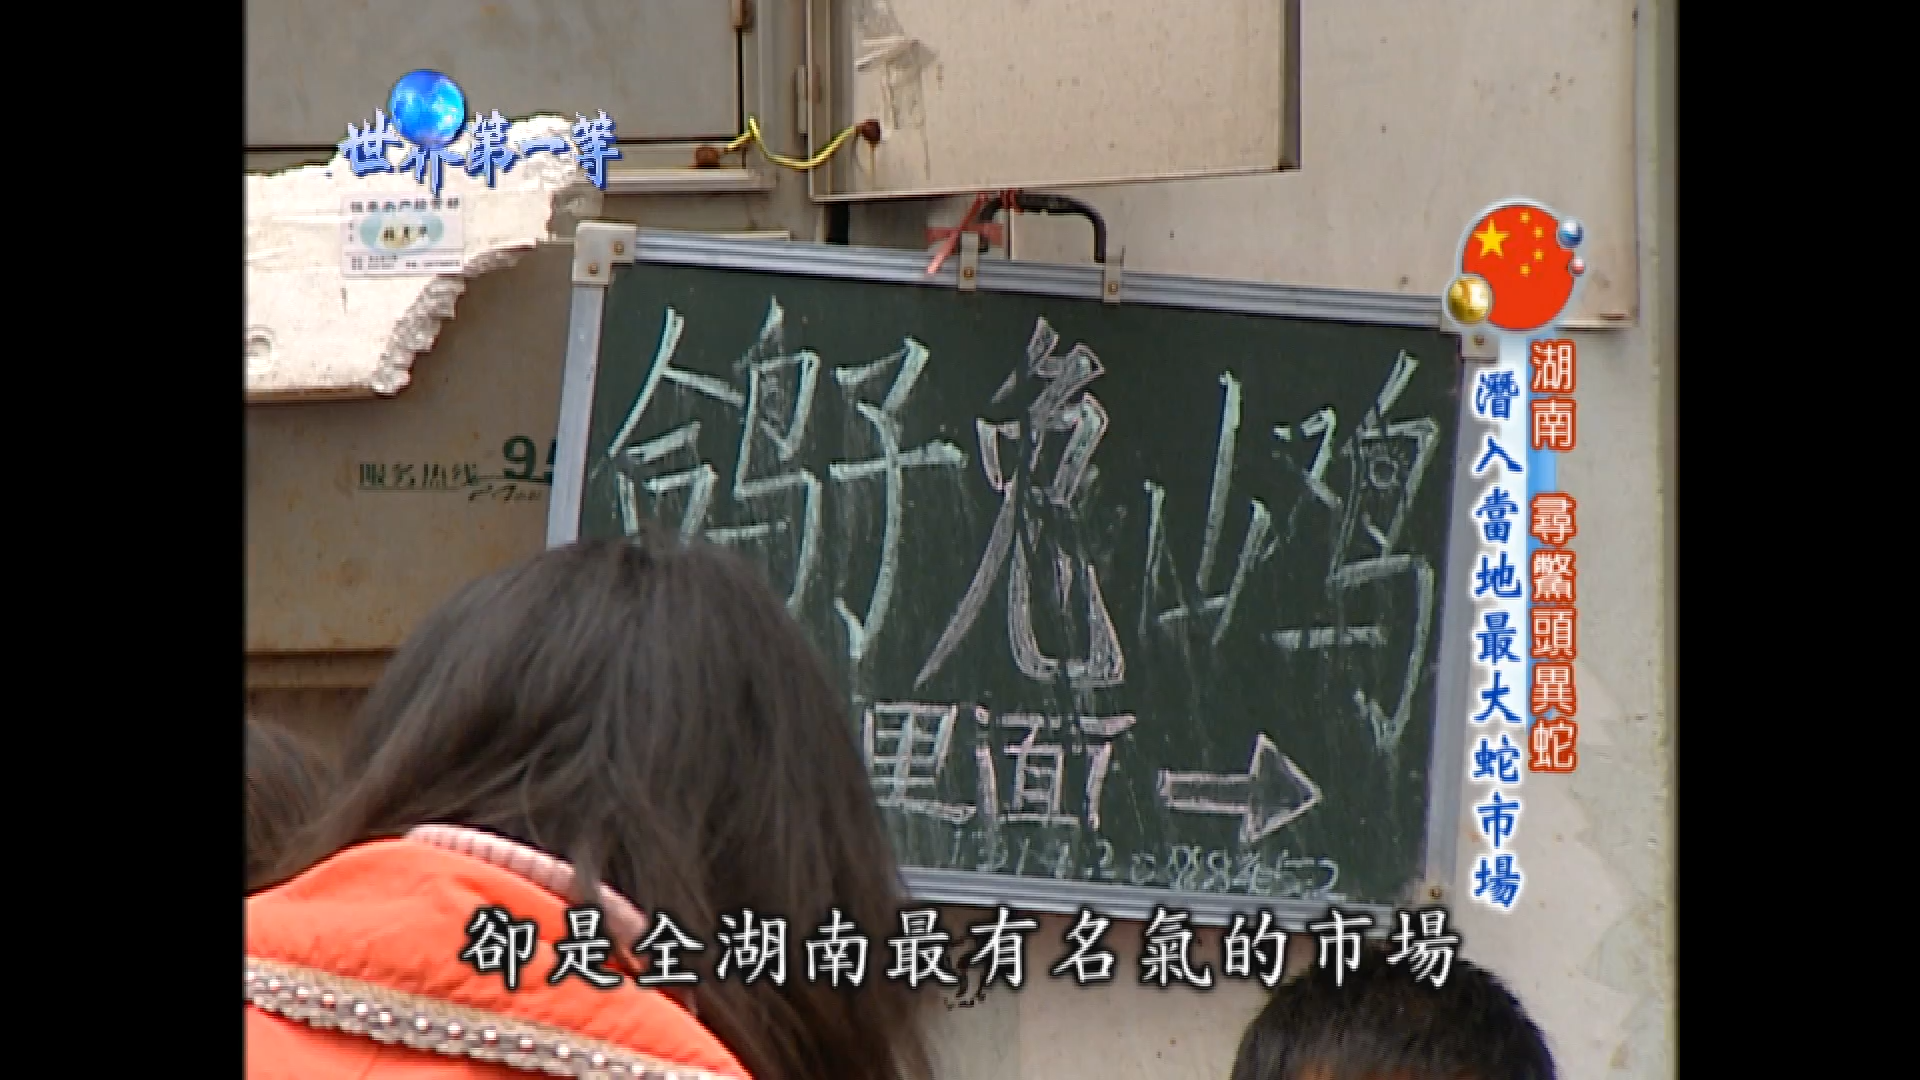 世界第一等
湖南 尋鱉頭異蛇
潛入當地最大蛇市場
服务热线 95
鸽子兔山鸡
里面→
卻是全湖南最有名氣的市場